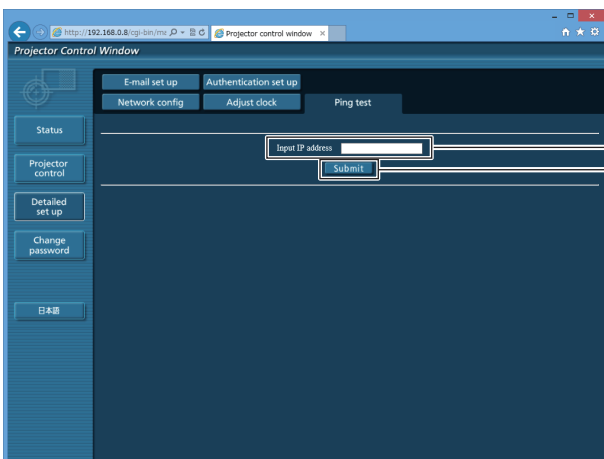 http://192.168.0.8/cgi-bin/me
Projector control window
Projector Control Window
E-mail set up
Authentication set up
Network config
Adjust clock
Ping test
Status
Input IP address
Submit
Projector
control
Detailed
set up
Change
password
日本語